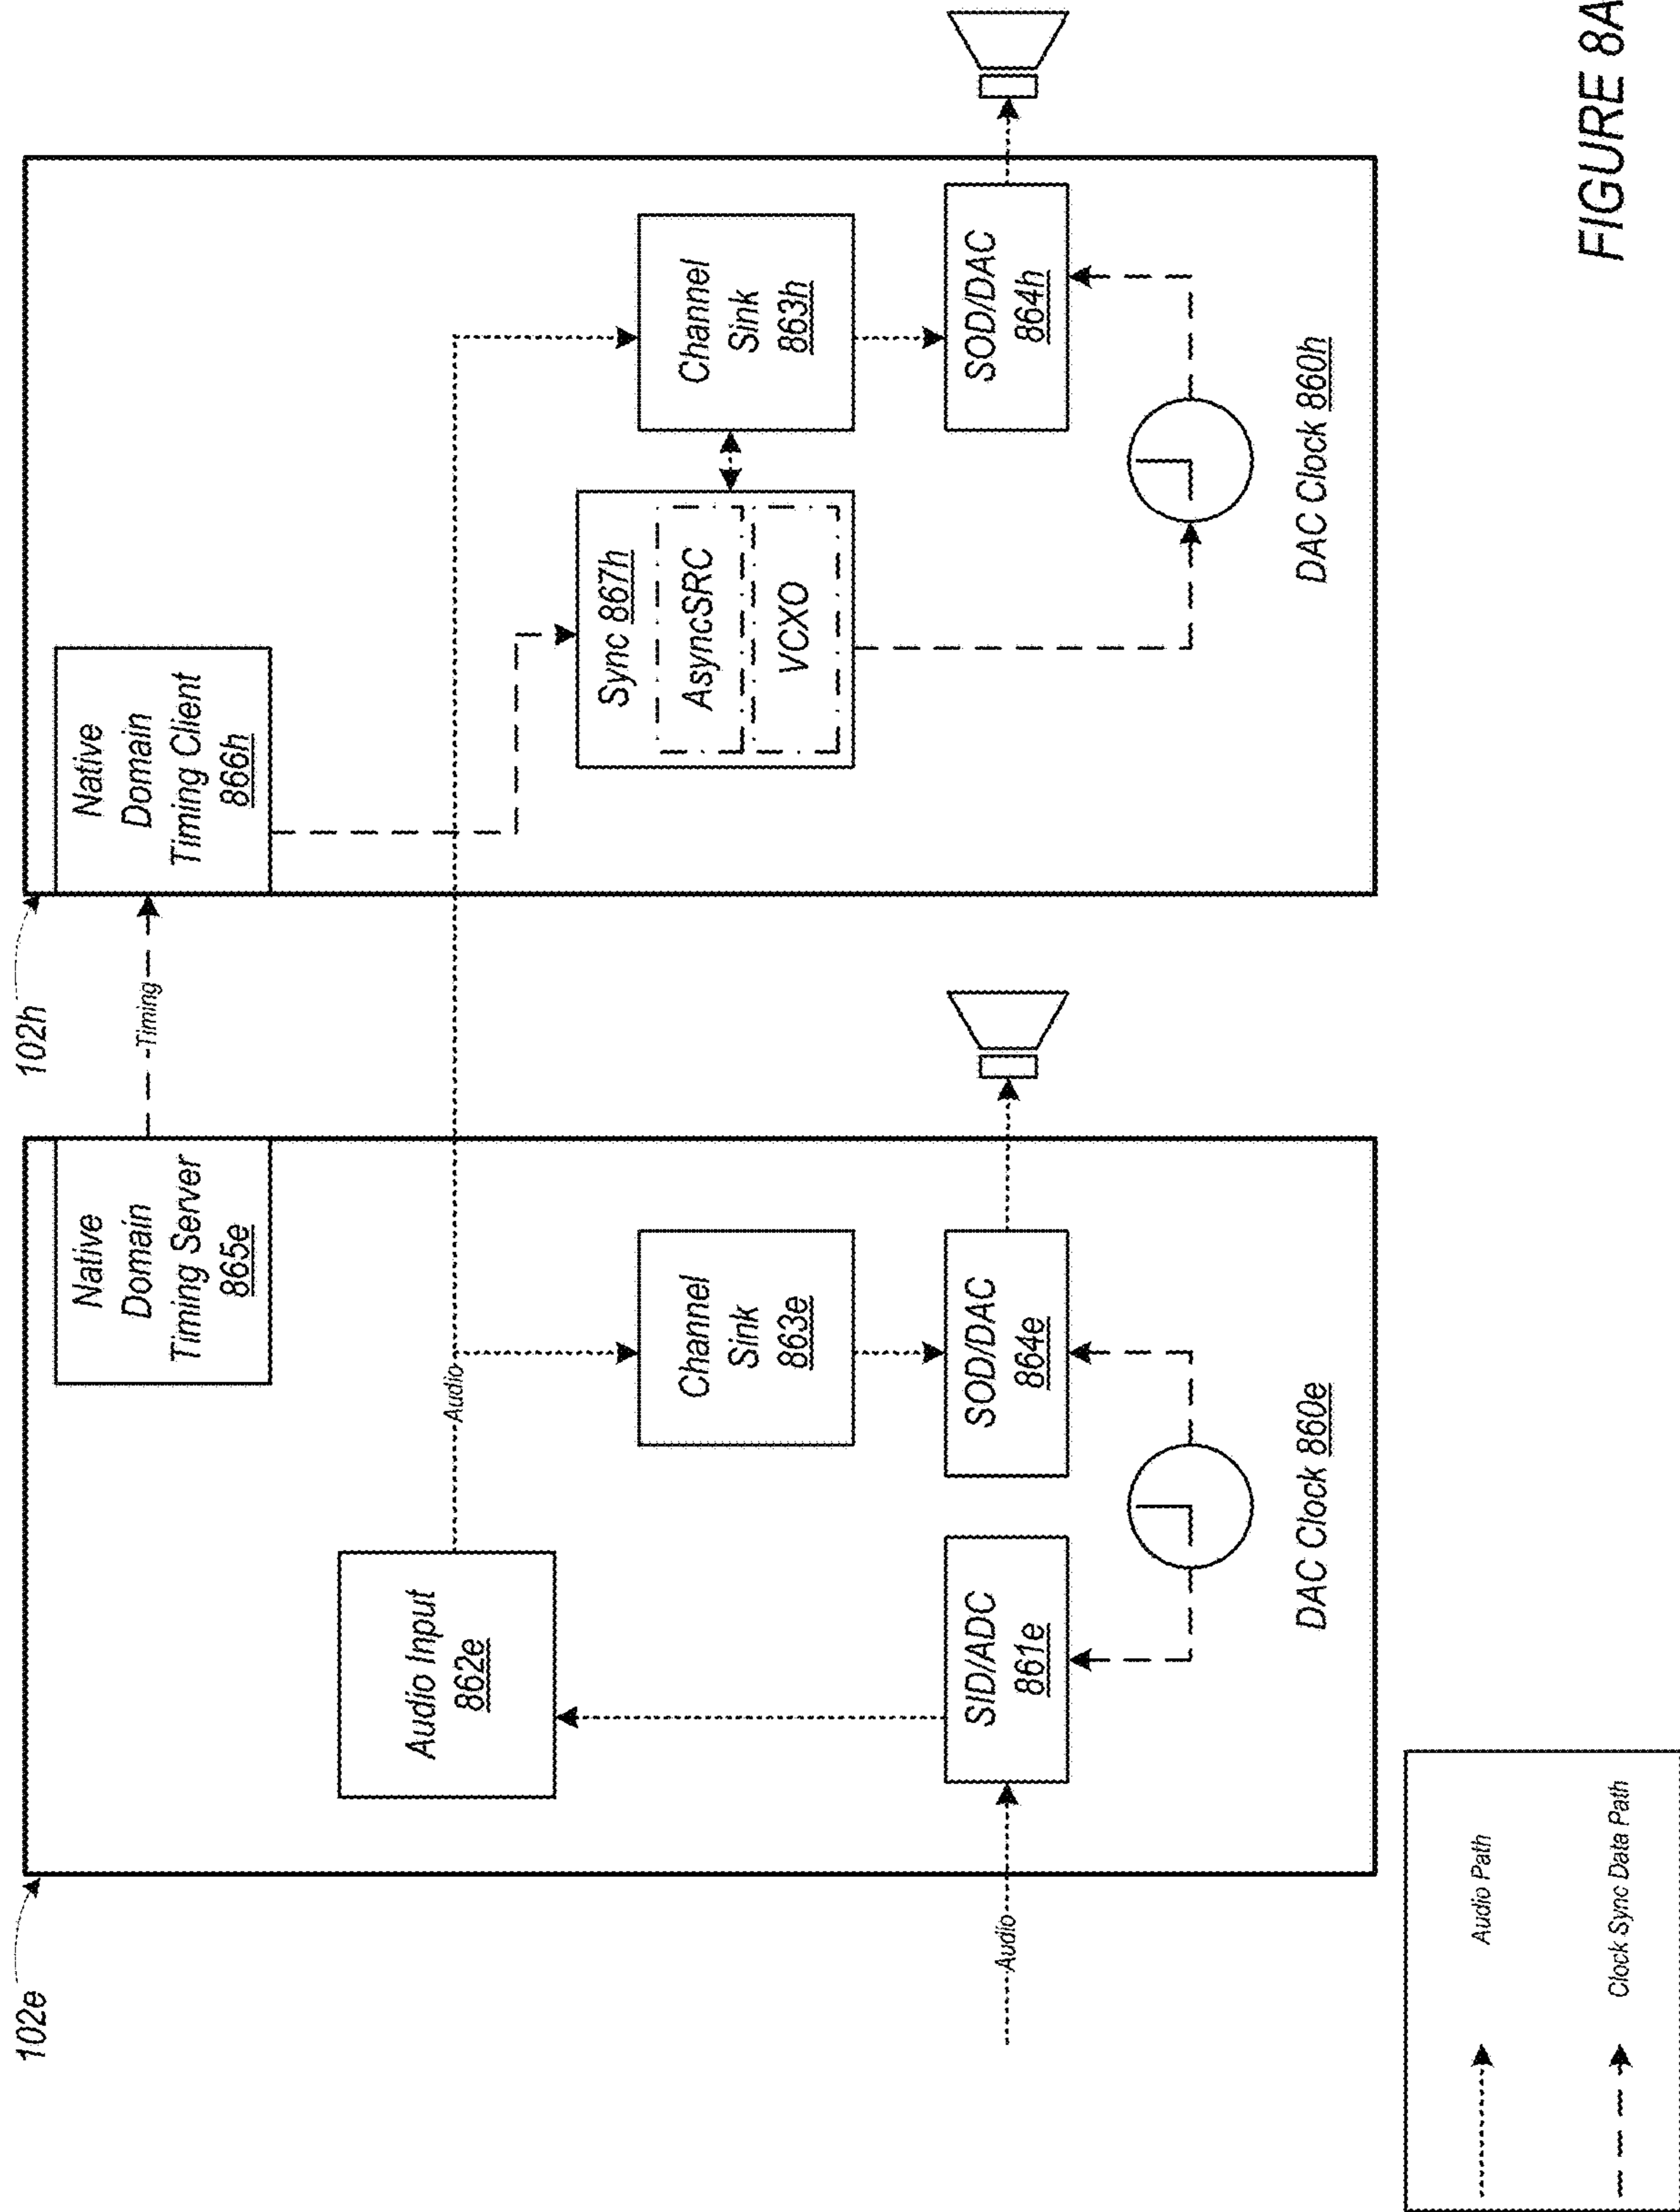 102e
102h
Native
Domain
Timing Server
865e
Timing
Native
Domain
Timing Client
866h
Audio Input
862e
Audio
Channel
Sink
863e
Sync 867h
AsyncSRC
VCXO
Channel
Sink
863h
Audio
SID/ADC
861e
SOD/DAC
864e
SOD/DAC
864h
DAC Clock 860e
DAC Clock 860h
Audio Path
Clock Sync Data Path
FIGURE 8A